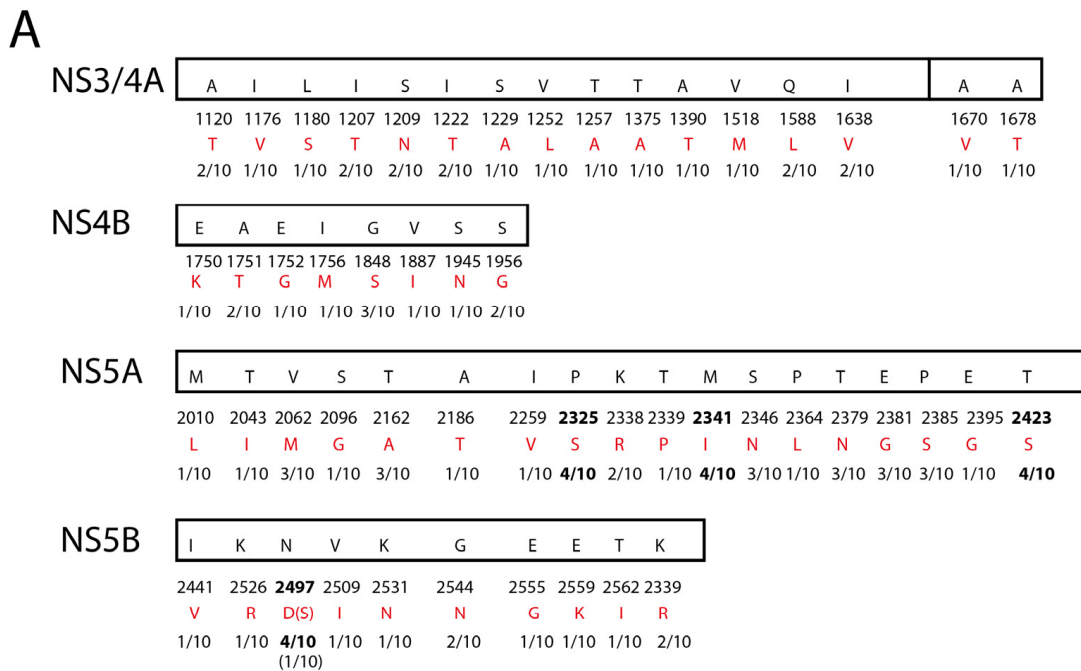 A
NS3/4A A I L I S I S V T T A V Q I A A
1120 1176 1180 1207 1209 1222 1229 1252 1257 1375 1390 1518 1588 1638 1670 1678
T V S T N T A L A A T M L V V T
2/10 1/10 1/10 2/10 2/10 2/10 1/10 1/10 1/10 1/10 1/10 1/10 2/10 2/10 1/10 1/10
NS4B E A E I G V S S
1750 1751 1752 1756 1848 1887 1945 1956
K T G M S I N G
1/10 2/10 1/10 1/10 3/10 1/10 1/10 2/10
NS5A M T V S T A I P K T M S P T E P E T
2010 2043 2062 2096 2162 2186 2259 2325 2338 2339 2341 2346 2364 2379 2381 2385 2395 2423
L I M G A T V S R P I N L N G S G S
1/10 1/10 3/10 1/10 3/10 1/10 1/10 4/10 2/10 1/10 4/10 3/10 1/10 3/10 3/10 3/10 1/10 4/10
NS5B I K N V K G E E T K
2441 2526 2497 2509 2531 2544 2555 2559 2562 2339
V R D(S) I N N G K I R
1/10 1/10 4/10 1/10 1/10 2/10 1/10 1/10 1/10 2/10
(1/10)